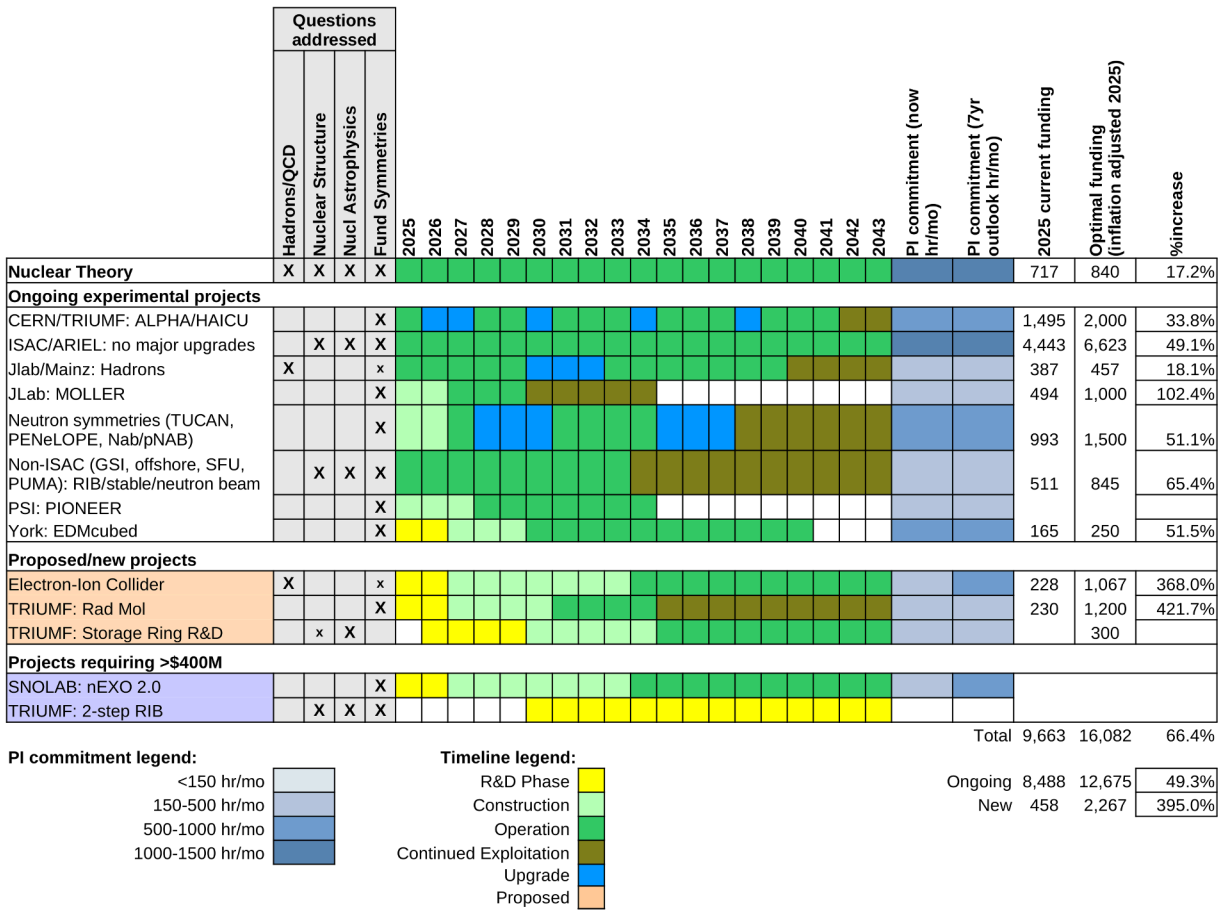 Questions
addressed
Hadrons/QCD
Nuclear Structure
Nucl Astrophysics
Fund Symmetries
2025
2026
2027
2028
2029
2030
2031
2032
2033
2034
2035
2036
2037
2038
2039
2040
2041
2042
2043
PI commitment (now
hr/mo)
PI commitment (7yr
outlook hr/mo)
2025 current funding
Optimal funding
(inflation adjusted 2025)
%increase
Nuclear Theory X X X X 717 840 17.2%
Ongoing experimental projects
CERN/TRIUMF: ALPHA/HAICU X 1,495 2,000 33.8%
ISAC/ARIEL: no major upgrades X X X 4,443 6,623 49.1%
Jlab/Mainz: Hadrons X x 387 457 18.1%
JLab: MOLLER X 494 1,000 102.4%
Neutron symmetries (TUCAN,
PENeLOPE, Nab/pNAB) X 993 1,500 51.1%
Non-ISAC (GSI, offshore, SFU,
PUMA): RIB/stable/neutron beam X X X 511 845 65.4%
PSI: PIONEER X
York: EDMcubed X 165 250 51.5%
Proposed/new projects
Electron-Ion Collider X x 228 1,067 368.0%
TRIUMF: Rad Mol X 230 1,200 421.7%
TRIUMF: Storage Ring R&D x X 300
Projects requiring >$400M
SNOLAB: nEXO 2.0 X
TRIUMF: 2-step RIB X X X
Total 9,663 16,082 66.4%
PI commitment legend:
<150 hr/mo
150-500 hr/mo
500-1000 hr/mo
1000-1500 hr/mo
Timeline legend:
R&D Phase
Construction
Operation
Continued Exploitation
Upgrade
Proposed
Ongoing 8,488 12,675 49.3%
New 458 2,267 395.0%